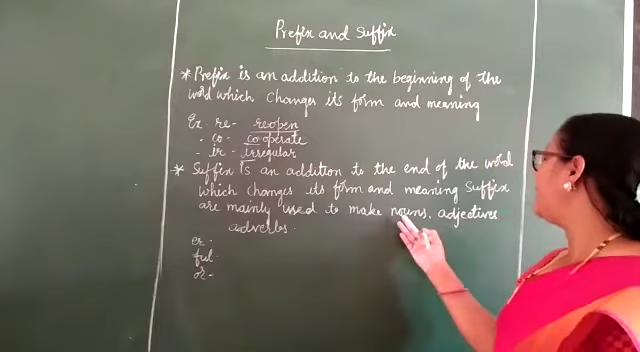 Prefix and Suffix
* Prefix is an addition to the beginning of the
word which changes its form and meaning
Ex. re- reopen
- co- cooperate
- ir- irregular
* Suffix is an addition to the end of the word
which changes its form and meaning Suffix
are mainly used to make nouns, adjectives
adverbs.
er-
ful-
or-